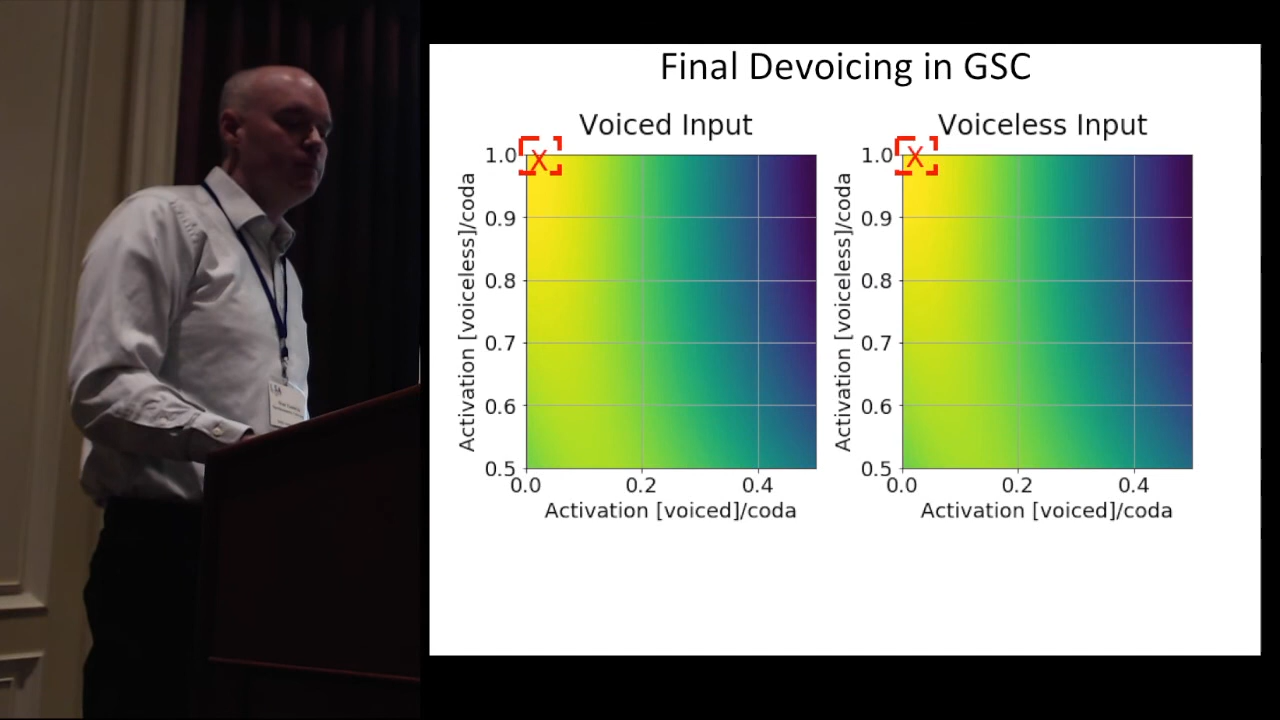 Final Devoicing in GSC
Voiced Input
Voiceless Input
1.0
0.9
0.8
0.7
0.6
0.5
0.0
0.2
0.4
Activation [voiceless]/coda
Activation [voiced]/coda
X
1.0
0.9
0.8
0.7
0.6
0.5
0.0
0.2
0.4
Activation [voiceless]/coda
Activation [voiced]/coda
X
LSA